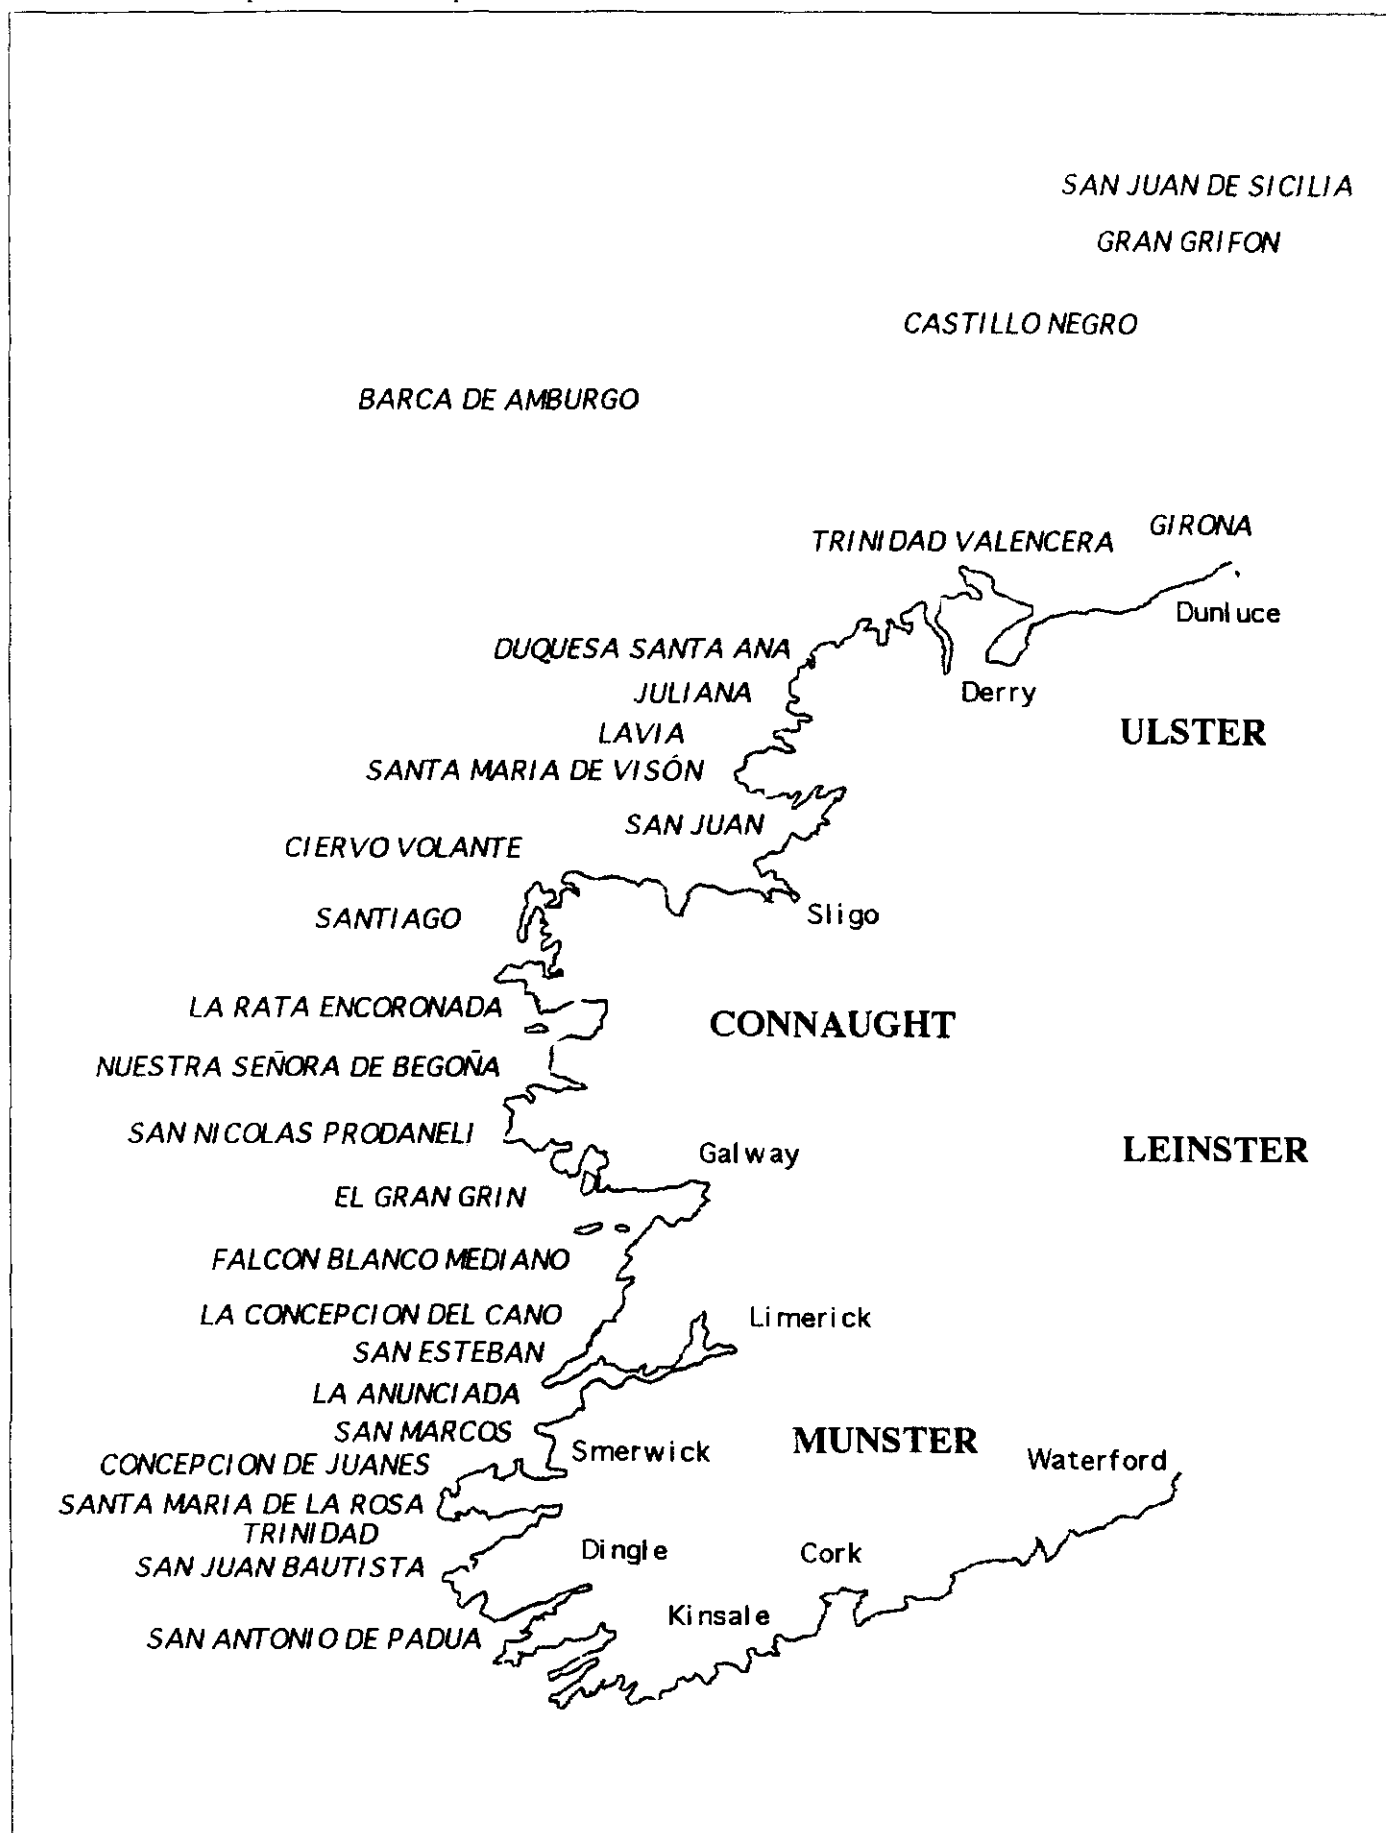 SAN JUAN DE SICILIA
GRAN GRIFON
CASTILLO NEGRO
BARCA DE AMBURGO
GIRONA
TRINIDAD VALENCERA
Dunluce
DUQUESA SANTA ANA
JULIANA
Derry
LAVIA
ULSTER
SANTA MARIA DE VISÓN
SAN JUAN
CIERVO VOLANTE
SANTIAGO
Sligo
LA RATA ENCORONADA
CONNAUGHT
NUESTRA SEÑORA DE BEGOÑA
SAN NICOLAS PRODANELI
Galway
LEINSTER
EL GRAN GRIN
FALCON BLANCO MEDIANO
LA CONCEPCION DEL CANO
Limerick
SAN ESTEBAN
LA ANUNCIADA
SAN MARCOS
Smerwick
MUNSTER
CONCEPCION DE JUANES
Waterford
SANTA MARIA DE LA ROSA
TRINIDAD
Dingle
Cork
SAN JUAN BAUTISTA
Kinsale
SAN ANTONIO DE PADUA